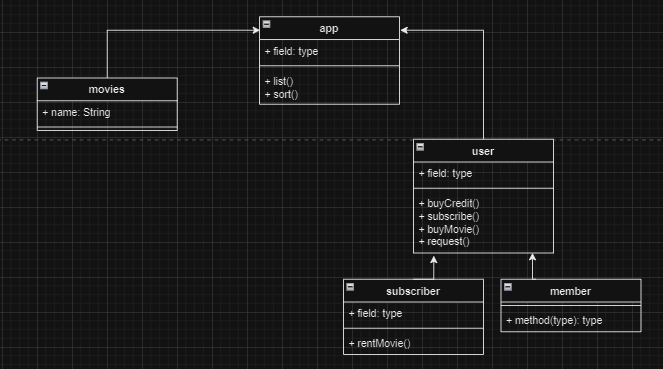 app
+ field: type
+ list()
+ sort()
movies
+ name: String
user
+ field: type
+ buyCredit()
+ subscribe()
+ buyMovie()
+ request()
subscriber
+ field: type
+ rentMovie()
member
+ method(type): type